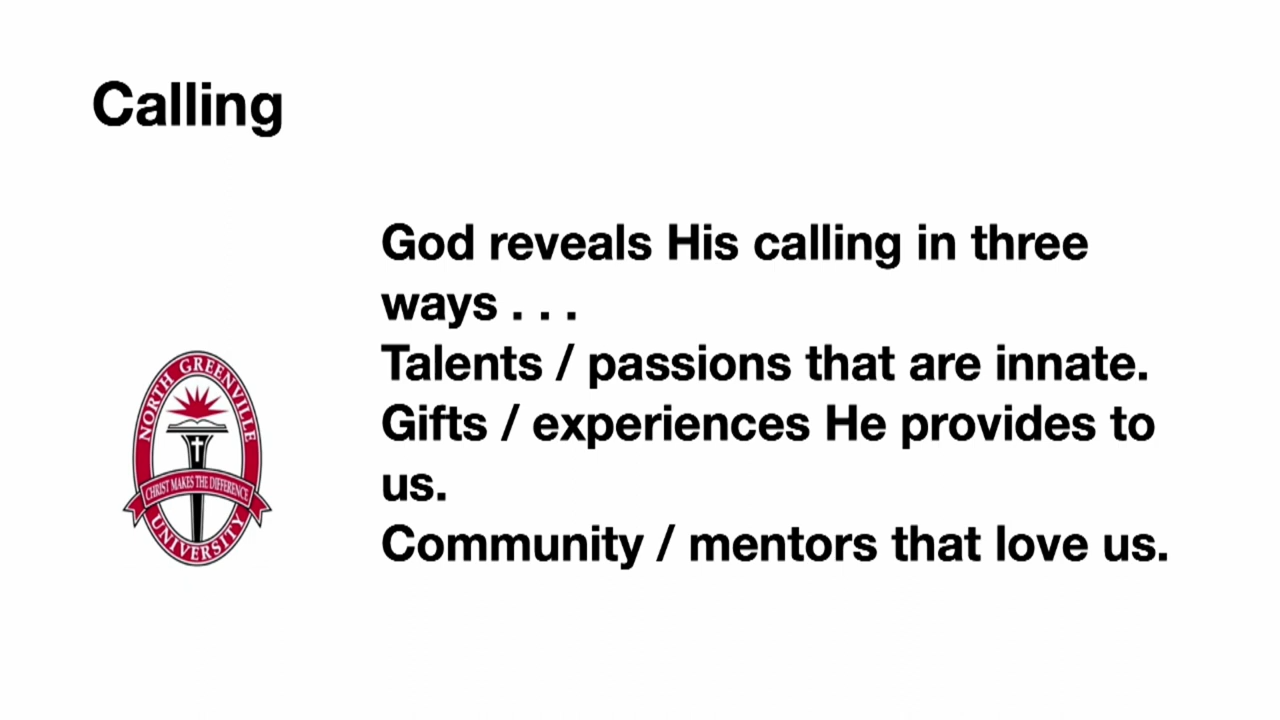 Calling
God reveals His calling in three
ways . . .
Talents / passions that are innate.
Gifts / experiences He provides to
us.
Community / mentors that love us.
NORTH GREENVILLE
CHRIST MAKES THE DIFFERENCE
UNIVERSITY